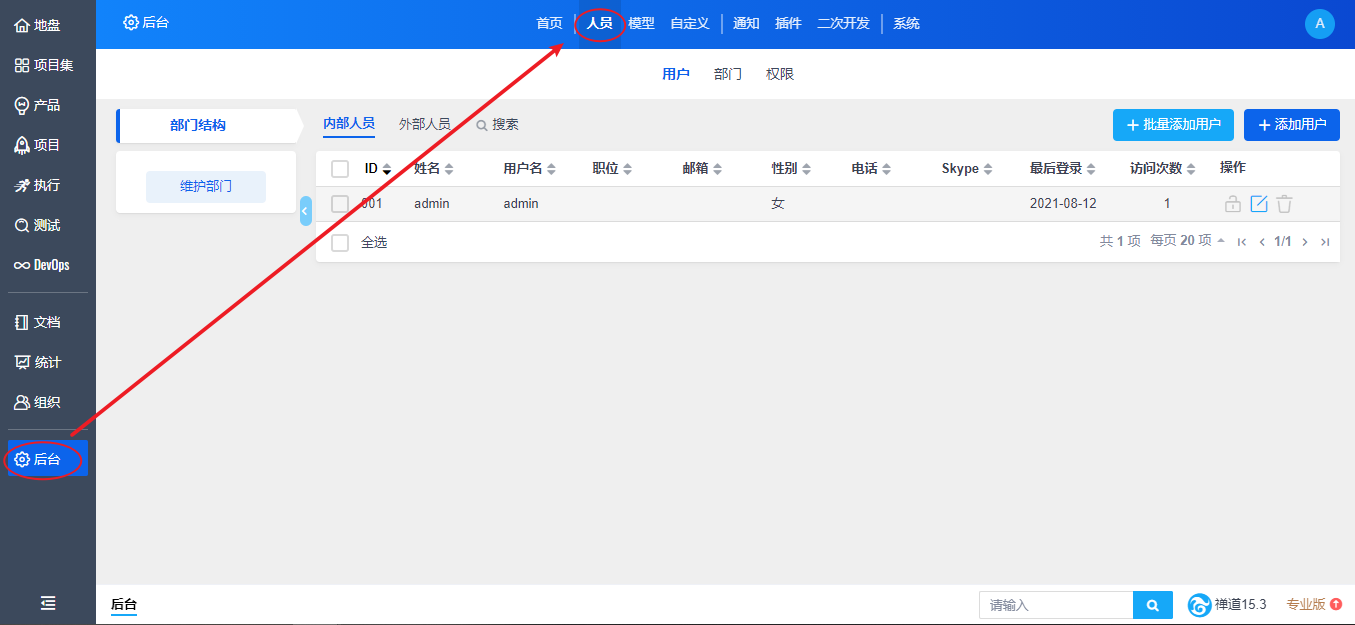 地盘
项目集
产品
项目
执行
测试
DevOps
文档
统计
组织
后台
后台
首页 人员 模型 自定义 通知 插件 二次开发 系统
A
用户 部门 权限
部门结构
维护部门
内部人员 外部人员 搜索
批量添加用户 添加用户
ID 姓名 用户名 职位 邮箱 性别 电话 Skype 最后登录 访问次数 操作
001 admin admin 女 2021-08-12 1
全选
共 1 项 每页 20 项 1/1
后台
请输入
禅道15.3 专业版